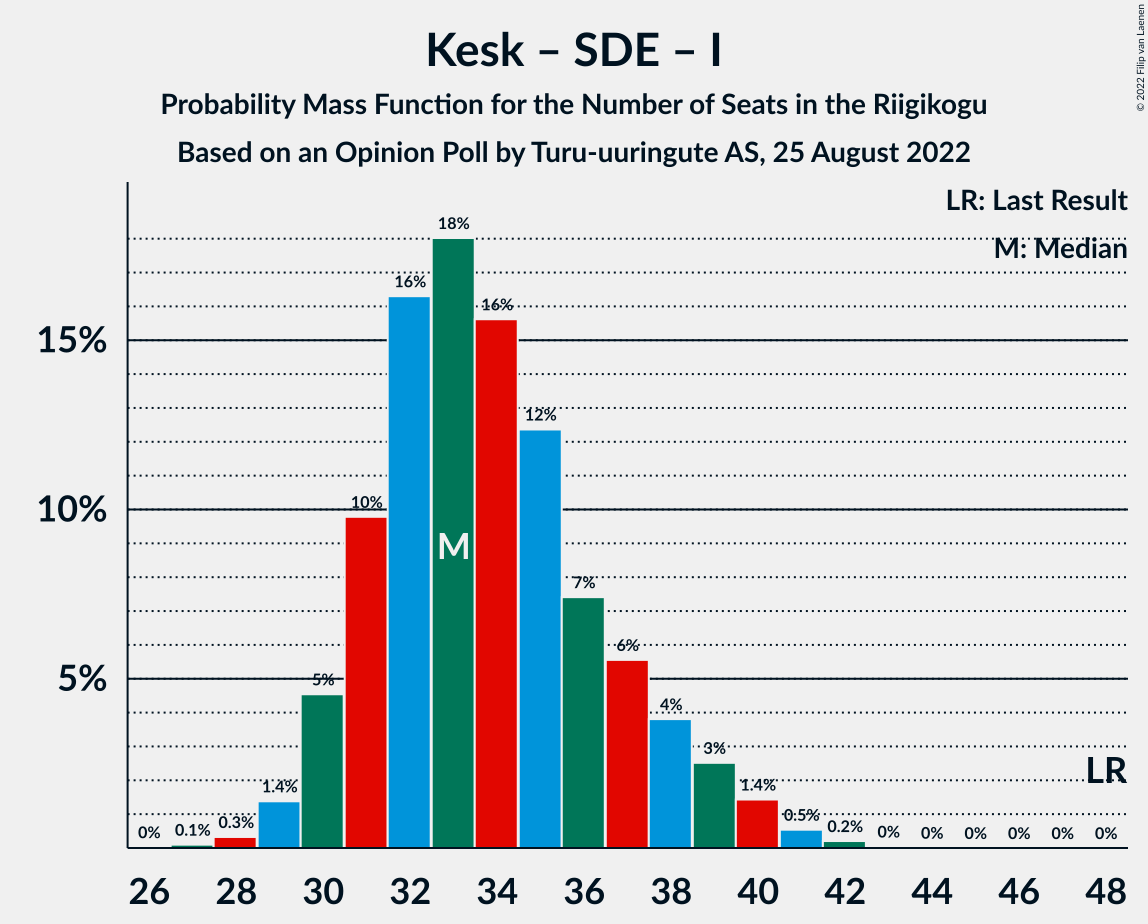 Kesk – SDE – I
Probability Mass Function for the Number of Seats in the Riigikogu
Based on an Opinion Poll by Turu-uuringute AS, 25 August 2022
© 2022 Filip van Laenen
LR: Last Result
M: Median
15%
10%
5%
0%
0.1%
0.3%
1.4%
5%
10%
16%
18%
16%
12%
7%
6%
4%
3%
1.4%
0.5%
0.2%
0%
0%
0%
0%
0%
0%
M
LR
26 28 30 32 34 36 38 40 42 44 46 48